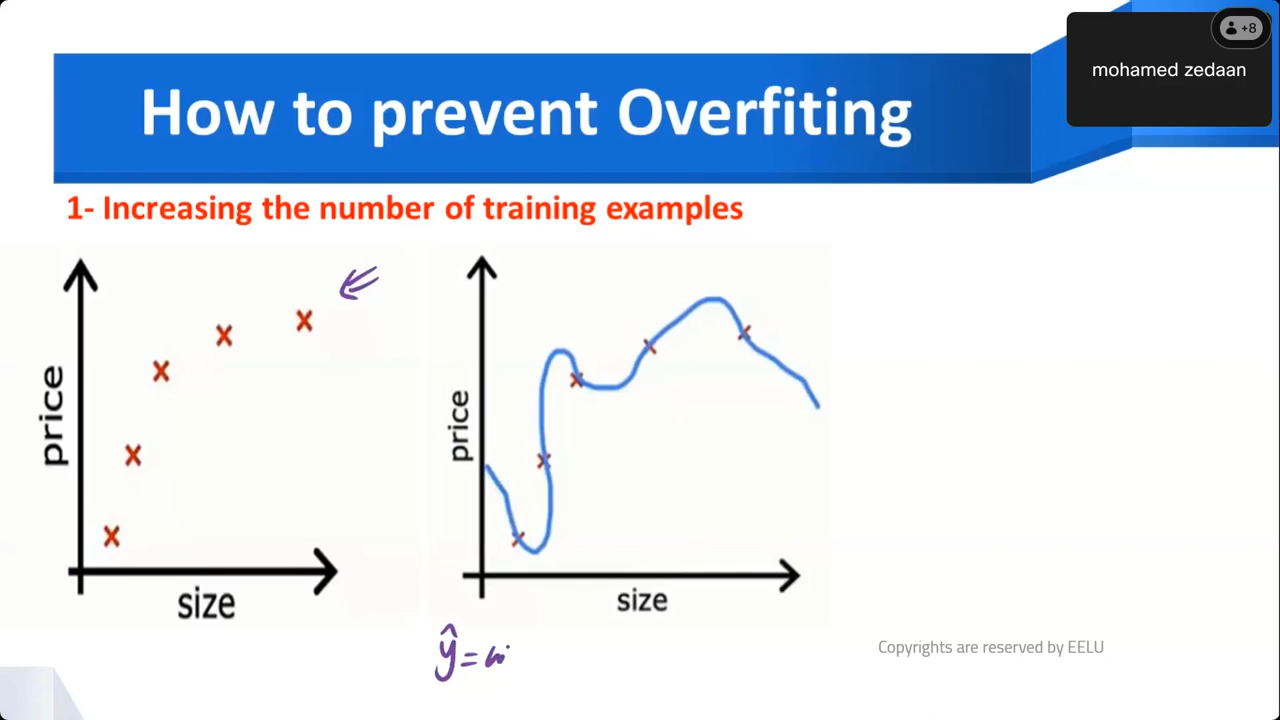 +8
mohamed zedaan
How to prevent Overfiting
1- Increasing the number of training examples
price
size
price
size
ŷ = w
Copyrights are reserved by EELU